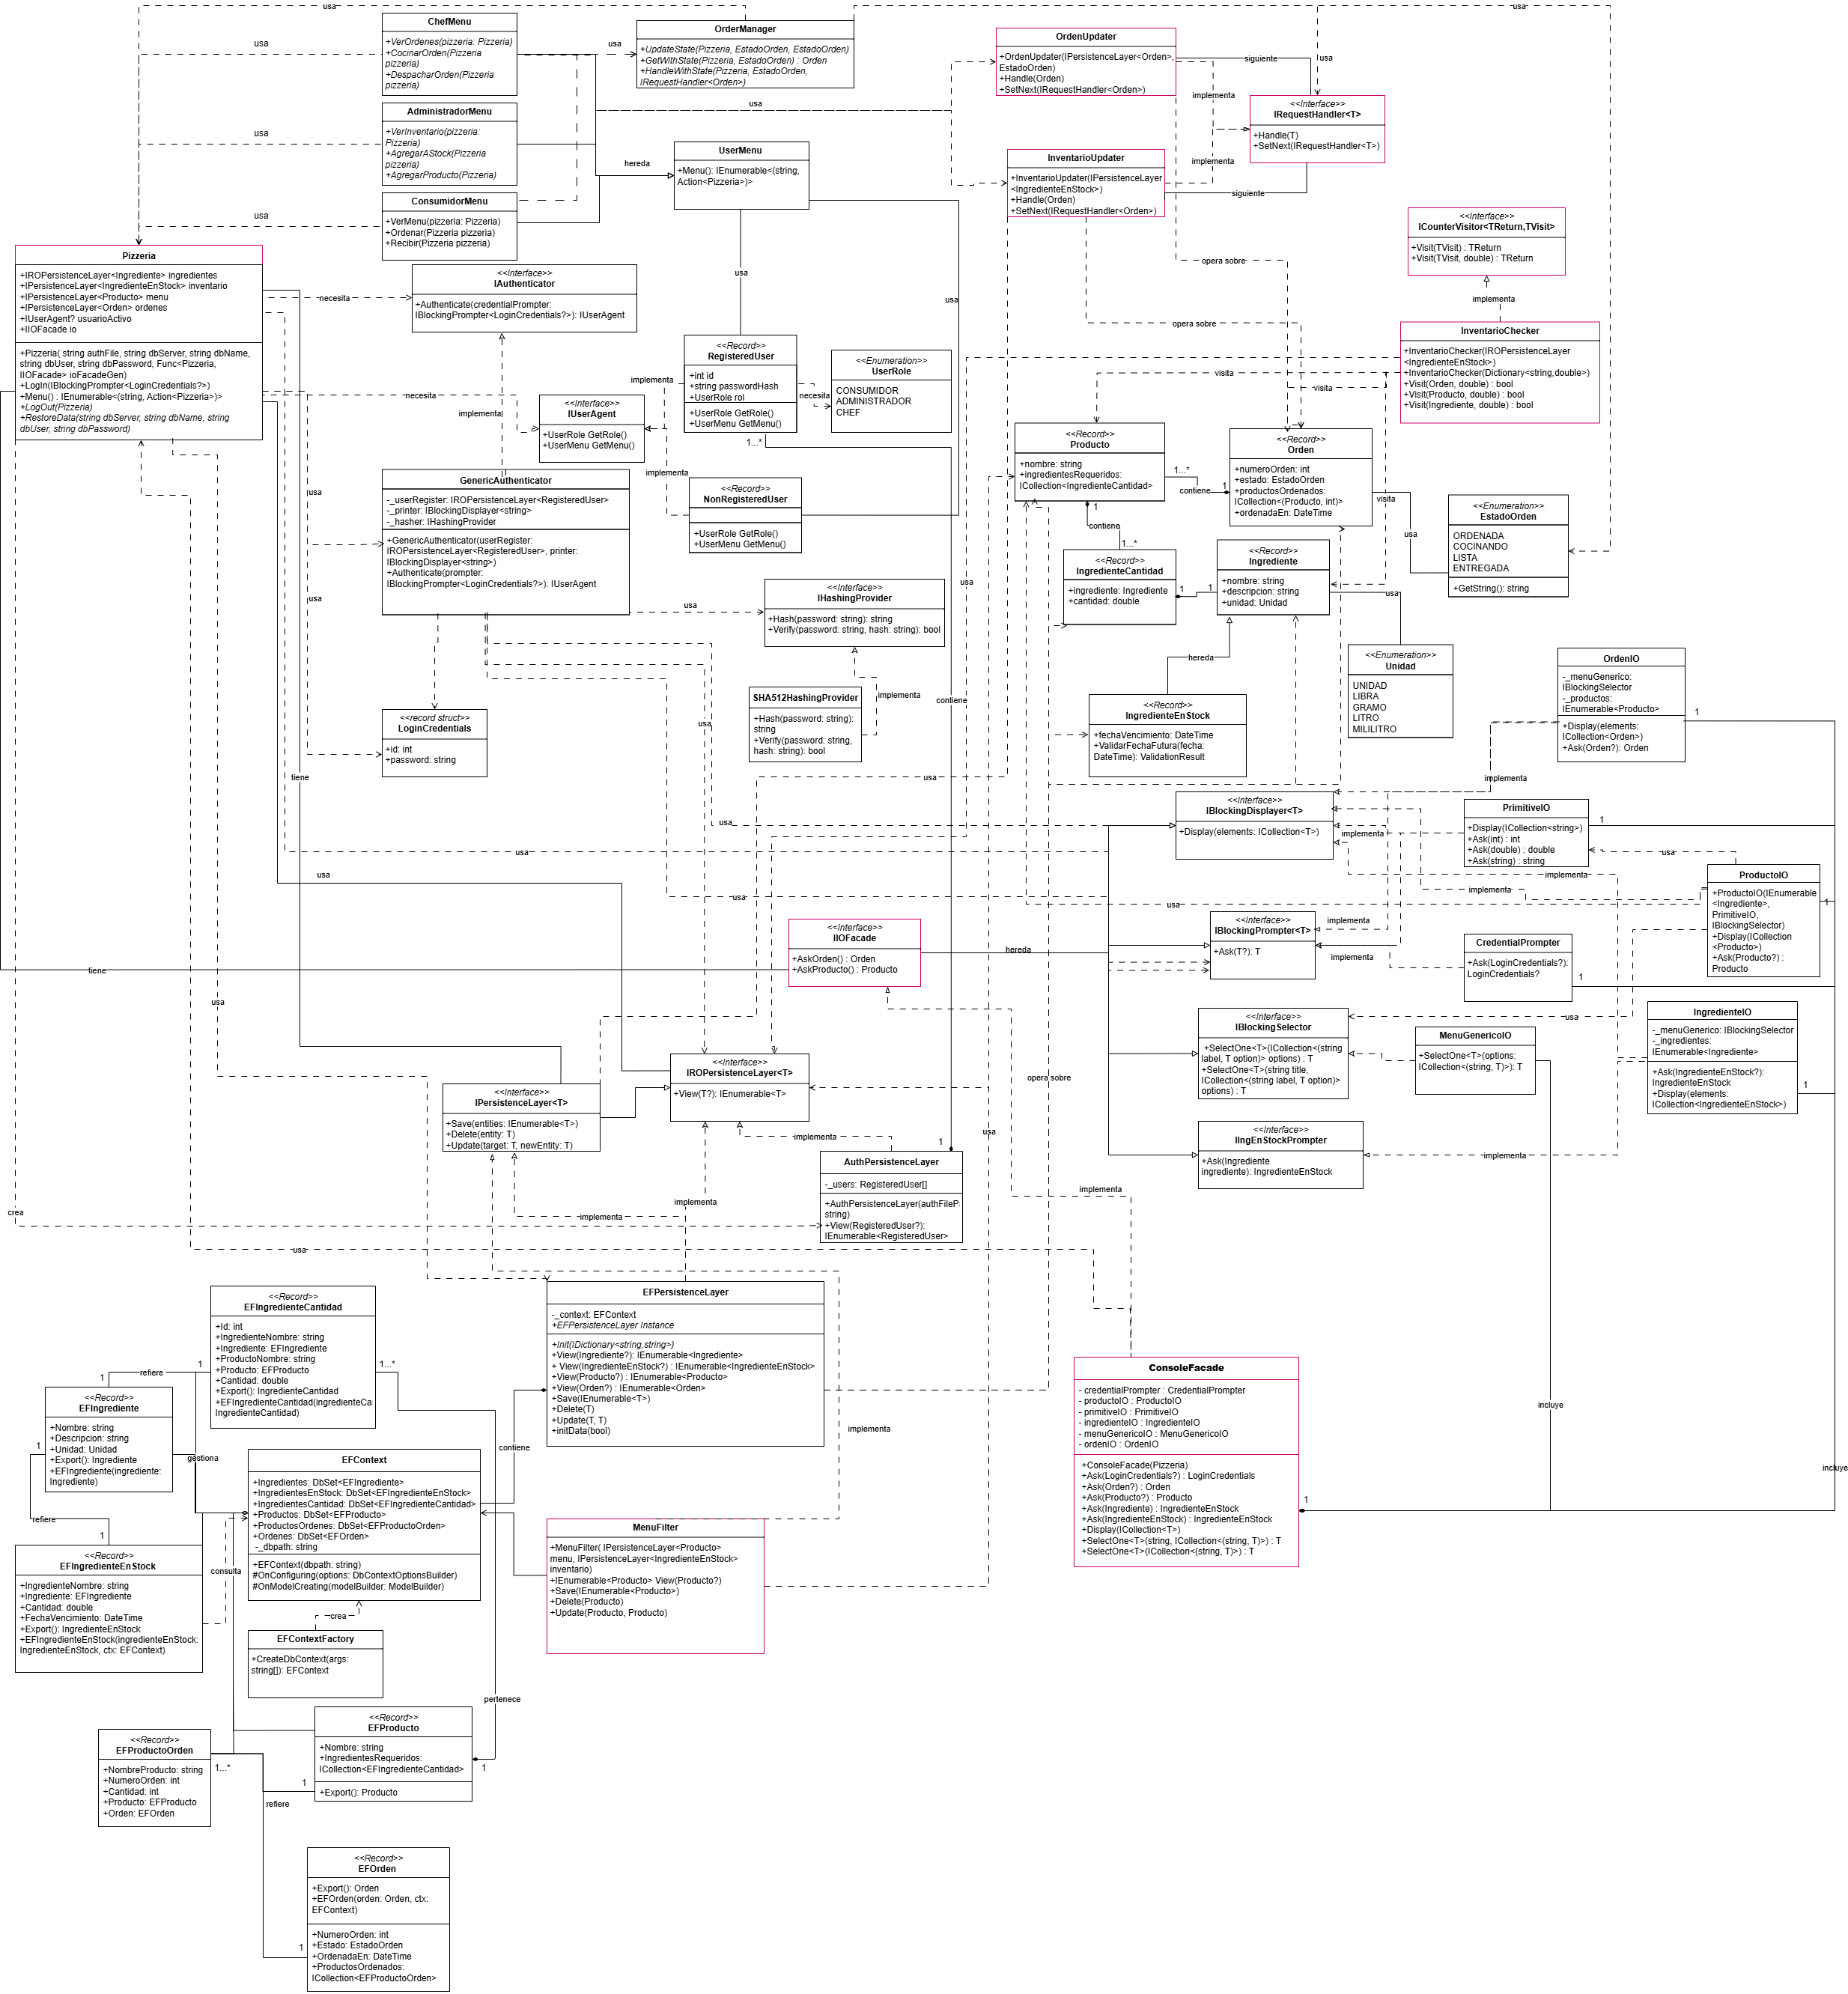 usa
usa
ChefMenu
+VerOrdenes(pizzeria: Pizzeria)
+CocinarOrden(Pizzeria
pizzeria)
+DespacharOrden(Pizzeria
pizzeria)
usa
usa
OrderManager
+UpdateState(Pizzeria, EstadoOrden, EstadoOrden)
+GetWithState(Pizzeria, EstadoOrden) : Orden
+HandleWithState(Pizzeria, EstadoOrden,
IRequestHandler<Orden>)
OrdenUpdater
+OrdenUpdater(IPersistenceLayer<Orden>,
EstadoOrden)
+Handle(Orden)
+SetNext(IRequestHandler<Orden>)
siguiente
usa
implementa
<<Interface>>
IRequestHandler<T>
+Handle(T)
+SetNext(IRequestHandler<T>)
usa
AdministradorMenu
+VerInventario(pizzeria:
Pizzeria)
+AgregarAStock(Pizzeria
pizzeria)
+AgregarProducto(Pizzeria)
usa
hereda
UserMenu
+Menu(): IEnumerable<(string,
Action<Pizzeria>)>
InventarioUpdater
+InventarioUpdater(IPersistenceLayer
<IngredienteEnStock>)
+Handle(Orden)
+SetNext(IRequestHandler<Orden>)
implementa
siguiente
ConsumidorMenu
+VerMenu(pizzeria: Pizzeria)
+Ordenar(Pizzeria pizzeria)
+Recibir(Pizzeria pizzeria)
usa
<<Interface>>
ICounterVisitor<TReturn,TVisit>
+Visit(TVisit) : TReturn
+Visit(TVisit, double) : TReturn
implementa
Pizzeria
+IROPersistenceLayer<Ingrediente> ingredientes
+IPersistenceLayer<IngredienteEnStock> inventario
+IPersistenceLayer<Producto> menu
+IPersistenceLayer<Orden> ordenes
+IUserAgent? usuarioActivo
+IIOFacade io
+Pizzeria( string authFile, string dbServer, string dbName,
string dbUser, string dbPassword, Func<Pizzeria,
IIOFacade> ioFacadeGen)
+LogIn(IBlockingPrompter<LoginCredentials?>)
+Menu() : IEnumerable<(string, Action<Pizzeria>)>
+LogOut(Pizzeria)
+RestoreData(string dbServer, string dbName, string
dbUser, string dbPassword)
necesita
<<Interface>>
IAuthenticator
+Authenticate(credentialPrompter:
IBlockingPrompter<LoginCredentials?>): IUserAgent
usa
usa
opera sobre
opera sobre
InventarioChecker
+InventarioChecker(IROPersistenceLayer
<IngredienteEnStock>)
+InventarioChecker(Dictionary<string,double>)
+Visit(Orden, double) : bool
+Visit(Producto, double) : bool
+Visit(Ingrediente, double) : bool
<<Record>>
RegisteredUser
+int id
+string passwordHash
+UserRole rol
+UserRole GetRole()
+UserMenu GetMenu()
implementa
necesita
<<Enumeration>>
UserRole
CONSUMIDOR
ADMINISTRADOR
CHEF
visita
visita
necesita
implementa
<<Interface>>
IUserAgent
+UserRole GetRole()
+UserMenu GetMenu()
1...*
implementa
<<Record>>
Producto
+nombre: string
+ingredientesRequeridos:
ICollection<IngredienteCantidad>
1...*
contiene
1
<<Record>>
Orden
+numeroOrden: int
+estado: EstadoOrden
+productosOrdenados:
ICollection<(Producto, int)>
+ordenadaEn: DateTime
visita
<<Enumeration>>
EstadoOrden
ORDENADA
COCINANDO
LISTA
ENTREGADA
+GetString(): string
usa
GenericAuthenticator
-_userRegister: IROPersistenceLayer<RegisteredUser>
-_printer: IBlockingDisplayer<string>
-_hasher: IHashingProvider
+GenericAuthenticator(userRegister:
IROPersistenceLayer<RegisteredUser>, printer:
IBlockingDisplayer<string>)
+Authenticate(prompter:
IBlockingPrompter<LoginCredentials?>): IUserAgent
usa
usa
<<Record>>
NonRegisteredUser
+UserRole GetRole()
+UserMenu GetMenu()
1
contiene
1...*
<<Record>>
IngredienteCantidad
+ingrediente: Ingrediente
+cantidad: double
1
1
<<Record>>
Ingrediente
+nombre: string
+descripcion: string
+unidad: Unidad
usa
usa
<<Interface>>
IHashingProvider
+Hash(password: string): string
+Verify(password: string, hash: string): bool
usa
hereda
<<Enumeration>>
Unidad
UNIDAD
LIBRA
GRAMO
LITRO
MILILITRO
OrdenIO
-_menuGenerico:
IBlockingSelector
-_productos:
IEnumerable<Producto>
+Display(elements:
ICollection<Orden>)
+Ask(Orden?): Orden
1
implementa
SHA512HashingProvider
+Hash(password: string):
string
+Verify(password: string,
hash: string): bool
implementa
contiene
<<Record>>
IngredienteEnStock
+fechaVencimiento: DateTime
+ValidarFechaFutura(fecha:
DateTime): ValidationResult
<<record struct>>
LoginCredentials
+id: int
+password: string
usa
tiene
usa
<<Interface>>
IBlockingDisplayer<T>
+Display(elements: ICollection<T>)
PrimitiveIO
+Display(ICollection<string>)
+Ask(int) : int
+Ask(double) : double
+Ask(string) : string
1
usa
implementa
usa
usa
ProductoIO
+ProductoIO(IEnumerable
<Ingrediente>,
PrimitiveIO,
IBlockingSelector)
+Display(ICollection
<Producto>)
+Ask(Producto?) :
Producto
1
usa
usa
implementa
implementa
usa
<<Interface>>
IIOFacade
+AskOrden() : Orden
+AskProducto() : Producto
hereda
<<Interface>>
IBlockingPrompter<T>
+Ask(T?): T
implementa
implementa
CredentialPrompter
+Ask(LoginCredentials?):
LoginCredentials?
1
tiene
usa
<<Interface>>
IBlockingSelector
+SelectOne<T>(ICollection<(string
label, T option)> options) : T
+SelectOne<T>(string title,
ICollection<(string label, T option)>
options) : T
usa
MenuGenericoIO
+SelectOne<T>(options:
ICollection<(string, T)>): T
IngredienteIO
-_menuGenerico: IBlockingSelector
-_ingredientes:
IEnumerable<Ingrediente>
+Ask(IngredienteEnStock?):
IngredienteEnStock
+Display(elements:
ICollection<IngredienteEnStock>)
1
<<Interface>>
IROPersistenceLayer<T>
+View(T?): IEnumerable<T>
opera sobre
<<Interface>>
IPersistenceLayer<T>
+Save(entities: IEnumerable<T>)
+Delete(entity: T)
+Update(target: T, newEntity: T)
implementa
usa
1
<<Interface>>
IIngEnStockPrompter
+Ask(Ingrediente
ingrediente): IngredienteEnStock
implementa
AuthPersistenceLayer
-_users: RegisteredUser[]
+AuthPersistenceLayer(authFileP
string)
+View(RegisteredUser?):
IEnumerable<RegisteredUser>
implementa
implementa
implementa
crea
usa
EFPersistenceLayer
-_context: EFContext
+EFPersistenceLayer Instance
+Init(IDictionary<string,string>)
+View(Ingrediente?): IEnumerable<Ingrediente>
+ View(IngredienteEnStock?) : IEnumerable<IngredienteEnStock>
+View(Producto?) : IEnumerable<Producto>
+View(Orden?) : IEnumerable<Orden>
+Save(IEnumerable<T>)
+Delete(T)
+Update(T, T)
+initData(bool)
<<Record>>
EFIngredienteCantidad
+Id: int
+IngredienteNombre: string
+Ingrediente: EFIngrediente
+ProductoNombre: string
+Producto: EFProducto
+Cantidad: double
+Export(): IngredienteCantidad
+EFIngredienteCantidad(ingredienteCa
IngredienteCantidad)
1
refiere
1
1...*
<<Record>>
EFIngrediente
+Nombre: string
+Descripcion: string
+Unidad: Unidad
+Export(): Ingrediente
+EFIngrediente(ingrediente:
Ingrediente)
ConsoleFacade
- credentialPrompter : CredentialPrompter
- productoIO : ProductoIO
- primitiveIO : PrimitiveIO
- ingredienteIO : IngredienteIO
- menuGenericoIO : MenuGenericoIO
- ordenIO : OrdenIO
+ConsoleFacade(Pizzeria)
+Ask(LoginCredentials?) : LoginCredentials
+Ask(Orden?) : Orden
+Ask(Producto?) : Producto
+Ask(Ingrediente) : IngredienteEnStock
+Ask(IngredienteEnStock) : IngredienteEnStock
+Display(ICollection<T>)
+SelectOne<T>(string, ICollection<(string, T)>) : T
+SelectOne<T>(ICollection<(string, T)>) : T
incluye
incluye
1
implementa
1
gestiona
contiene
EFContext
+Ingredientes: DbSet<EFIngrediente>
+IngredientesEnStock: DbSet<EFIngredienteEnStock>
+IngredientesCantidad: DbSet<EFIngredienteCantidad>
+Productos: DbSet<EFProducto>
+ProductosOrdenes: DbSet<EFProductoOrden>
+Ordenes: DbSet<EFOrden>
-_dbpath: string
+EFContext(dbpath: string)
#OnConfiguring(options: DbContextOptionsBuilder)
#OnModelCreating(modelBuilder: ModelBuilder)
refiere
1
<<Record>>
EFIngredienteEnStock
+IngredienteNombre: string
+Ingrediente: EFIngrediente
+Cantidad: double
+FechaVencimiento: DateTime
+Export(): IngredienteEnStock
+EFIngredienteEnStock(ingredienteEnStock:
IngredienteEnStock, ctx: EFContext)
consulta
MenuFilter
+MenuFilter( IPersistenceLayer<Producto>
menu, IPersistenceLayer<IngredienteEnStock>
inventario)
+IEnumerable<Producto> View(Producto?)
+Save(IEnumerable<Producto>)
+Delete(Producto)
+Update(Producto, Producto)
crea
EFContextFactory
+CreateDbContext(args:
string[]): EFContext
pertenece
<<Record>>
EFProducto
+Nombre: string
+IngredientesRequeridos:
ICollection<EFIngredienteCantidad>
+Export(): Producto
1
<<Record>>
EFProductoOrden
+NombreProducto: string
+NumeroOrden: int
+Cantidad: int
+Producto: EFProducto
+Orden: EFOrden
1...*
1
refiere
<<Record>>
EFOrden
+Export(): Orden
+EFOrden(orden: Orden, ctx:
EFContext)
+NumeroOrden: int
+Estado: EstadoOrden
+OrdenadaEn: DateTime
+ProductosOrdenados:
ICollection<EFProductoOrden>
1